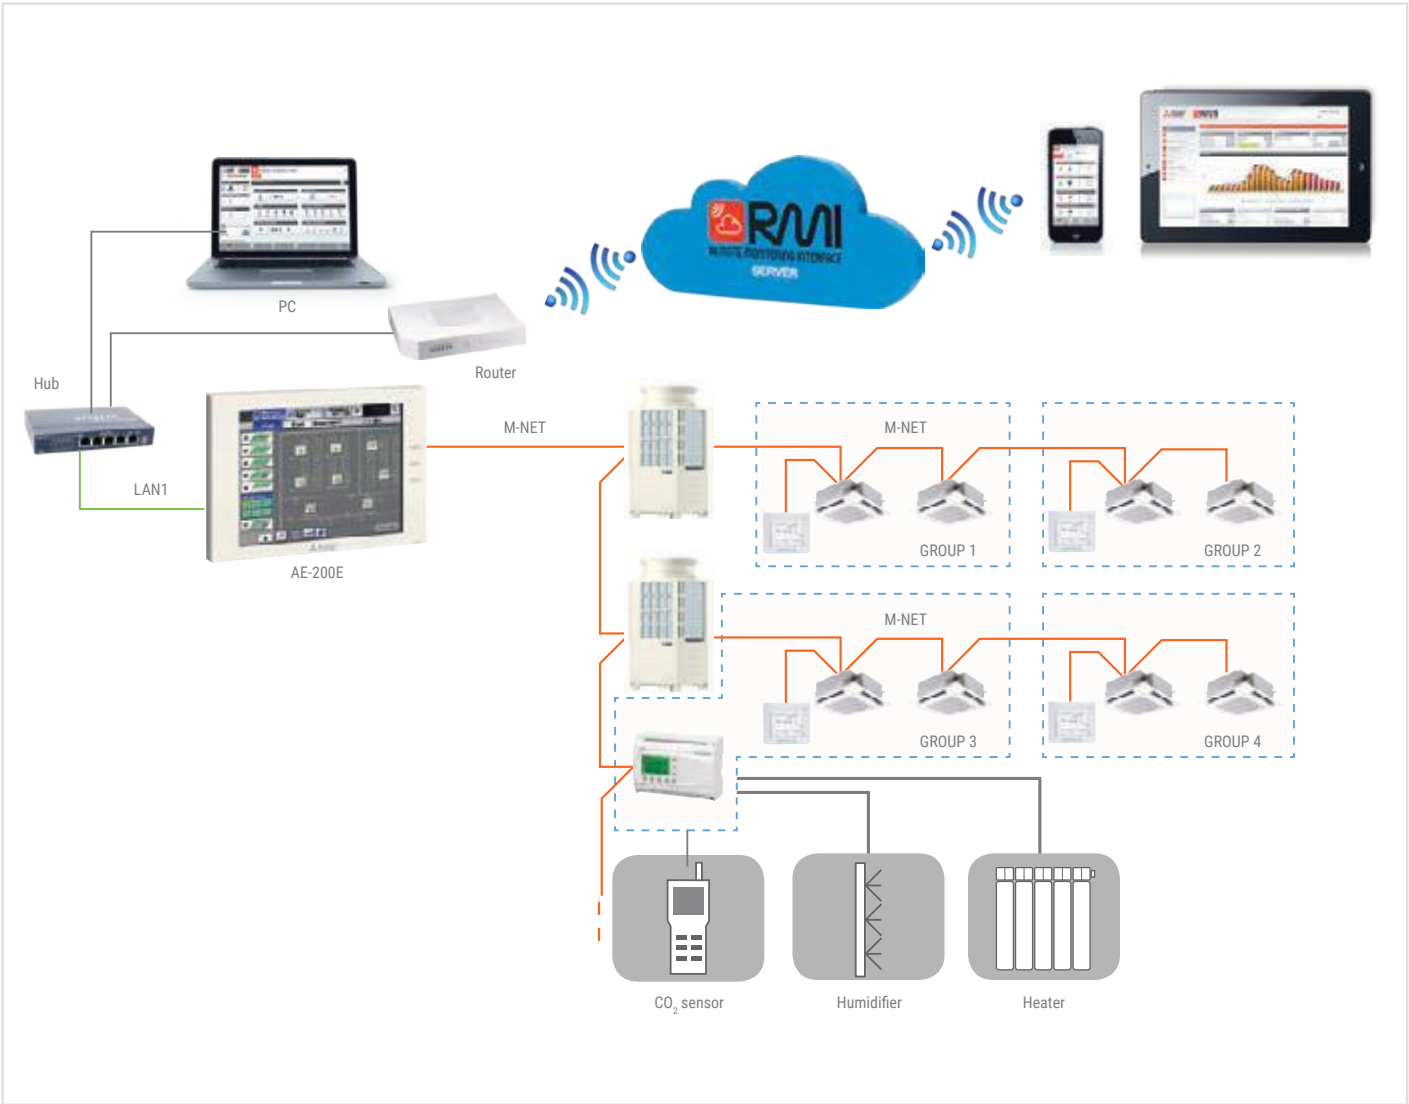 RMI
REMOTE MONITORING INTERFACE
SERVER
PC
Router
Hub
LAN1
AE-200E
M-NET
M-NET
GROUP 1
GROUP 2
M-NET
GROUP 3
GROUP 4
CO₂ sensor
Humidifier
Heater